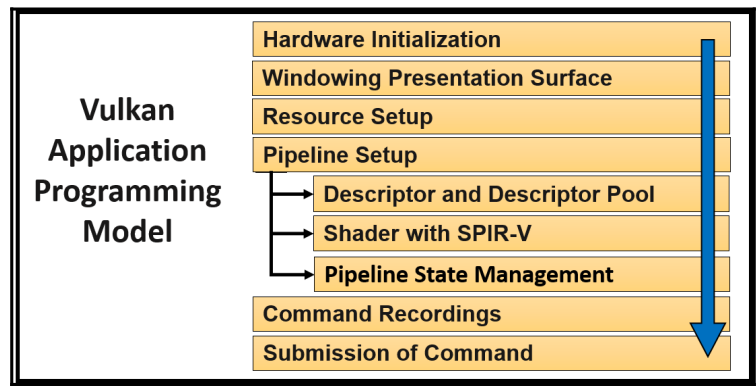 Vulkan
Application
Programming
Model
Hardware Initialization
Windowing Presentation Surface
Resource Setup
Pipeline Setup
Descriptor and Descriptor Pool
Shader with SPIR-V
Pipeline State Management
Command Recordings
Submission of Command